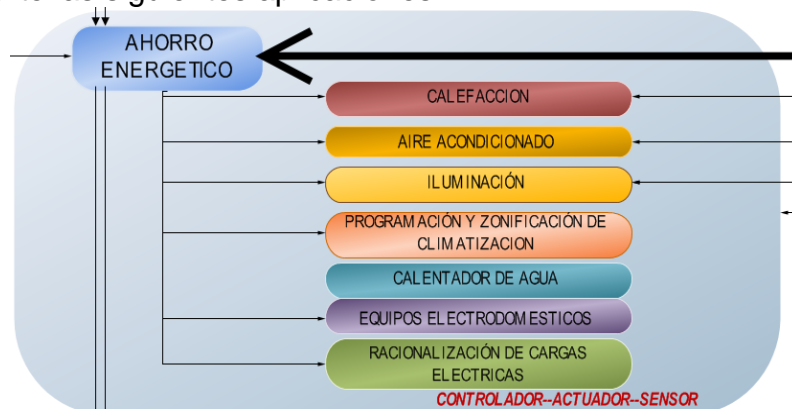 AHORRO
ENERGETICO
CALEFACCION
AIRE ACONDICIONADO
ILUMINACIÓN
PROGRAMACIÓN Y ZONIFICACIÓN DE
CLIMATIZACION
CALENTADOR DE AGUA
EQUIPOS ELECTRODOMESTICOS
RACIONALIZACIÓN DE CARGAS
ELECTRICAS
CONTROLADOR--ACTUADOR--SENSOR